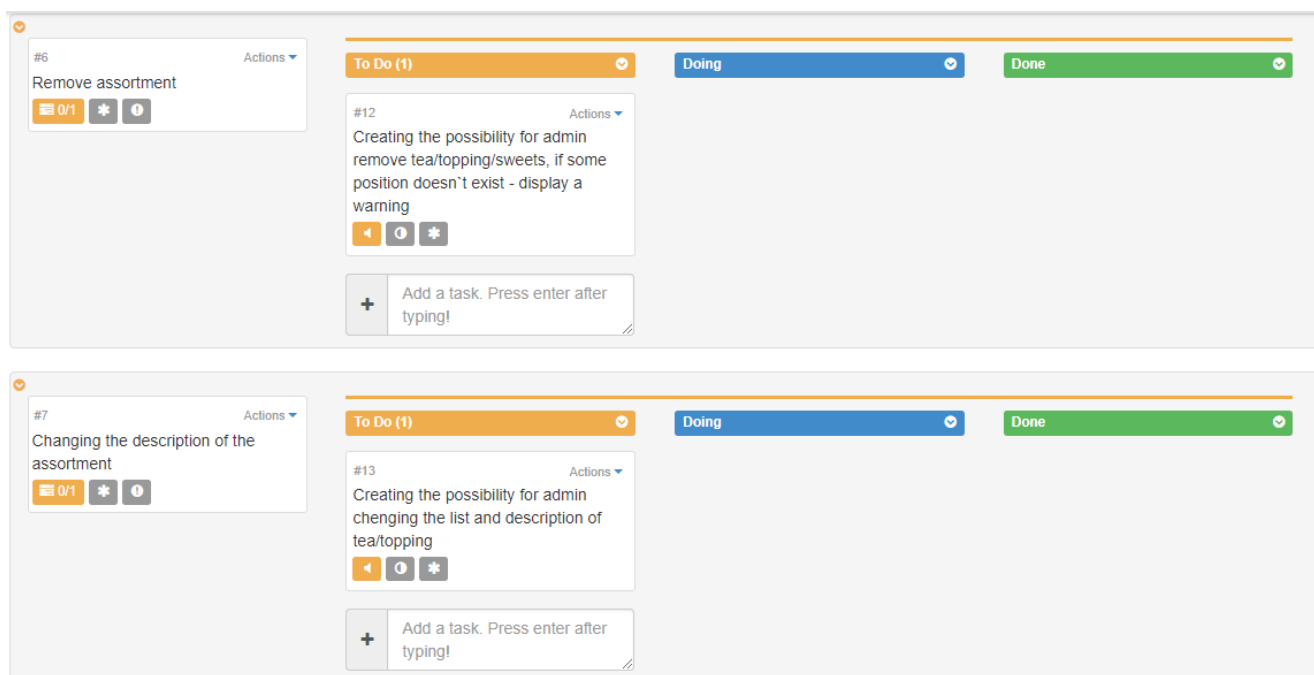 #6 Actions
Remove assortment
0/1
To Do (1)
Doing
Done
#12 Actions
Creating the possibility for admin
remove tea/topping/sweets, if some
position doesn`t exist - display a
warning
Add a task. Press enter after
typing!
#7 Actions
Changing the description of the
assortment
0/1
To Do (1)
Doing
Done
#13 Actions
Creating the possibility for admin
chenging the list and description of
tea/topping
Add a task. Press enter after
typing!